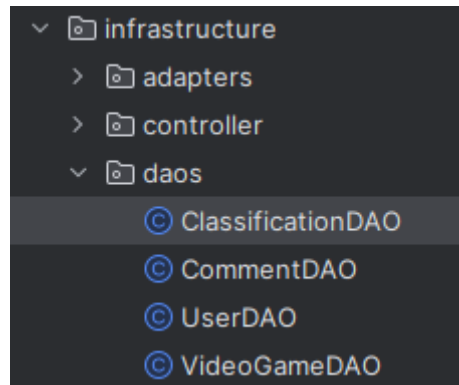 infrastructure
adapters
controller
daos
ClassificationDAO
CommentDAO
UserDAO
VideoGameDAO